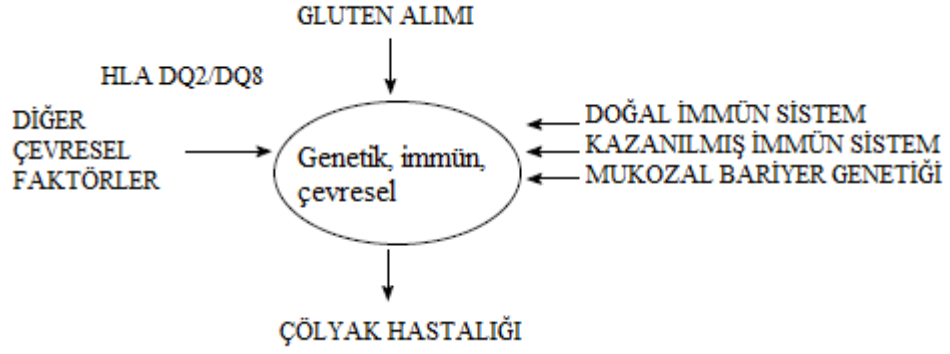 GLUTEN ALIMI
HLA DQ2/DQ8
DİĞER
ÇEVRESEL
FAKTÖRLER
Genetik, immün,
çevresel
DOĞAL İMMÜN SİSTEM
KAZANILMIŞ İMMÜN SİSTEM
MUKOZAL BARİYER GENETİĞİ
ÇÖLYAK HASTALIĞI